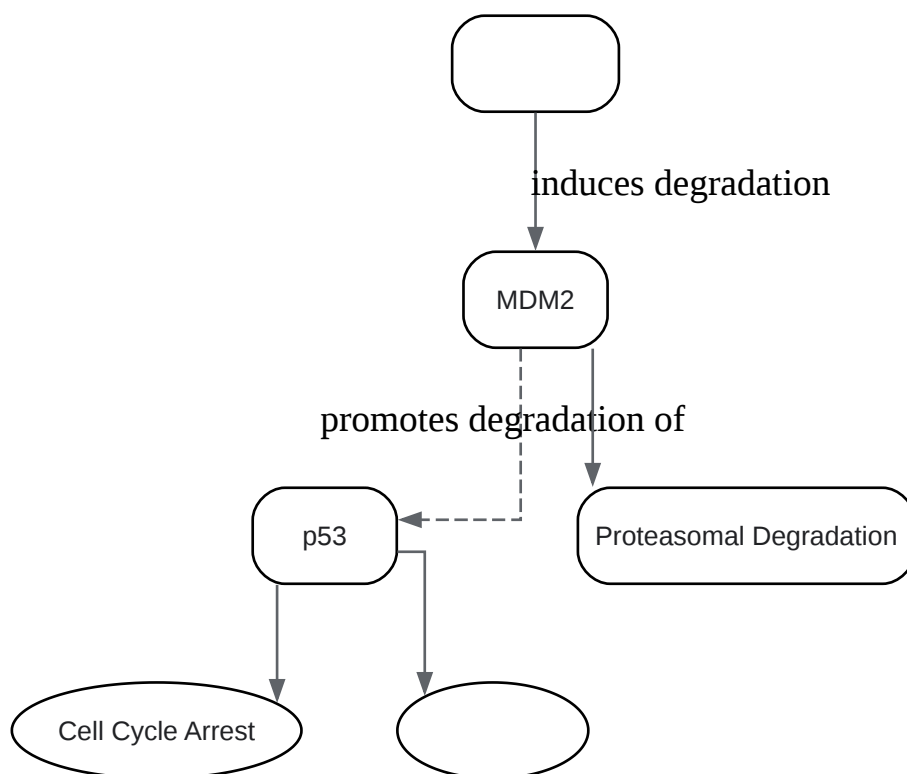 induces degradation
MDM2
promotes degradation of
p53
Proteasomal Degradation
Cell Cycle Arrest